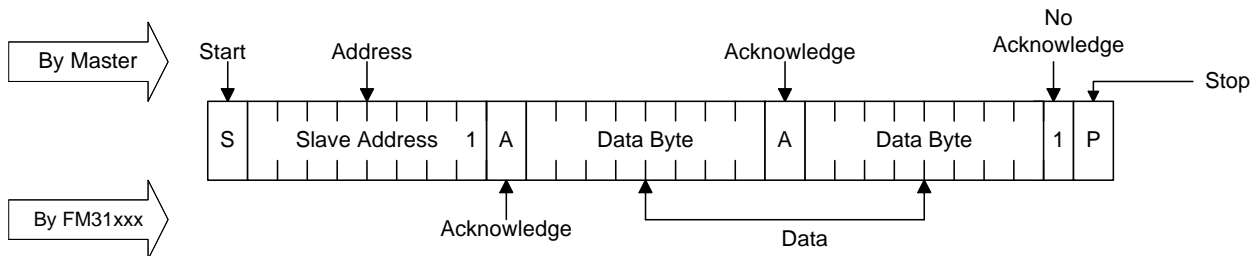 By Master
Start
Address
Acknowledge
No
Acknowledge
Stop
S Slave Address 1 A Data Byte A Data Byte 1 P
By FM31xxx
Acknowledge
Data